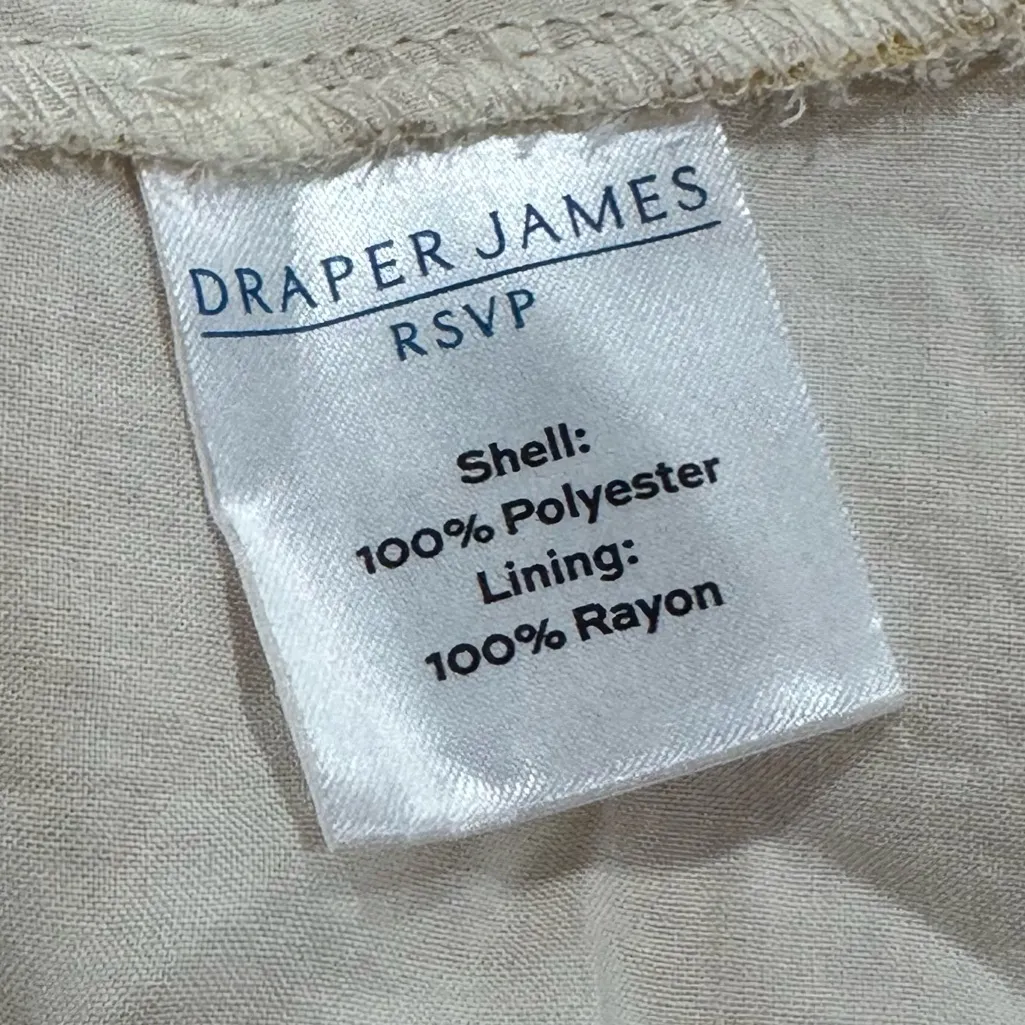 DRAPER JAMES
RSVP
Shell:
100% Polyester
Lining:
100% Rayon